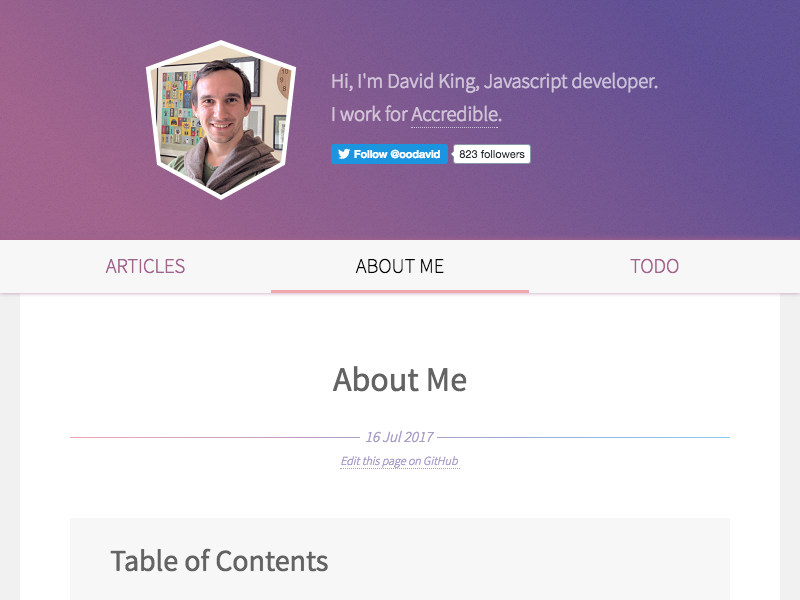 Hi, I'm David King, Javascript developer.
I work for Accredible.
Follow @oodavid 823 followers
ARTICLES ABOUT ME TODO
About Me
16 Jul 2017
Edit this page on GitHub
Table of Contents